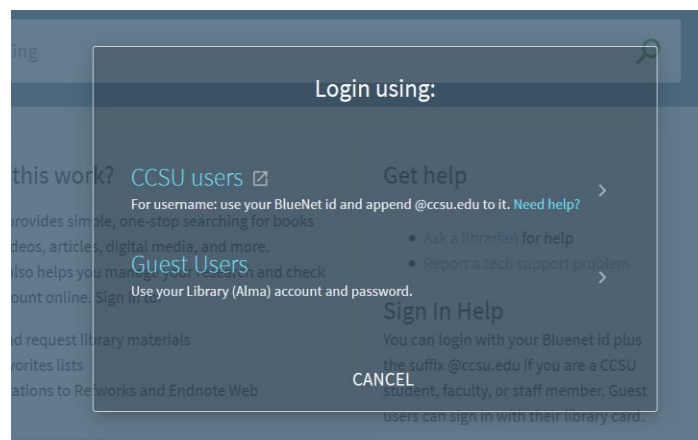 ing
Login using:
this work?
CCSU users
Get help
For username: use your BlueNet id and append @ccsu.edu to it. Need help?
provides simple, one-stop searching for books
deos, articles, digital media, and more.
Ask a librarian for help
Guest Users
also helps you manage your research and check
Report a tech support problem
Use your Library (Alma) account and password.
ount online. Sign in to:
Sign In Help
nd request library materials
You can login with your Bluenet id plus
vorites lists
the suffix @ccsu.edu if you are a CCSU
CANCEL
ations to Refworks and Endnote Web
student, faculty, or staff member. Guest
users can sign in with their library card.